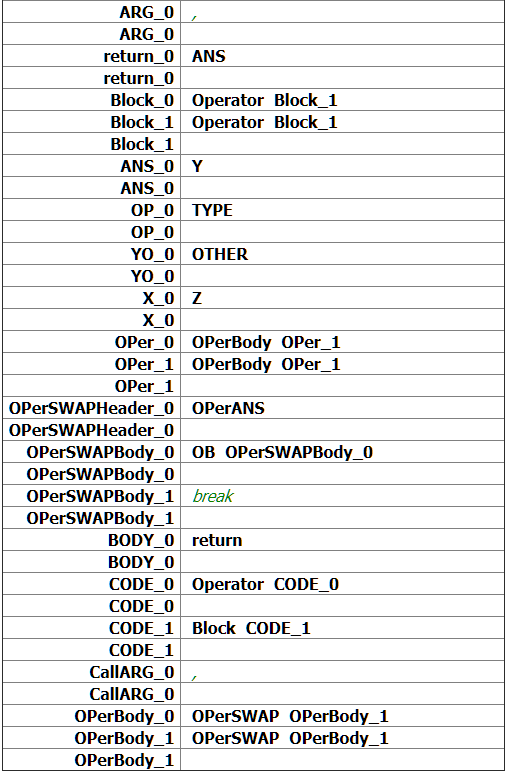 ARG_0 ,
ARG_0
return_0 ANS
return_0
Block_0 Operator Block_1
Block_1 Operator Block_1
Block_1
ANS_0 Y
ANS_0
OP_0 TYPE
OP_0
YO_0 OTHER
YO_0
X_0 Z
X_0
OPer_0 OPerBody OPer_1
OPer_1 OPerBody OPer_1
OPer_1
OPerSWAPHeader_0 OPerANS
OPerSWAPHeader_0
OPerSWAPBody_0 OB OPerSWAPBody_0
OPerSWAPBody_0
OPerSWAPBody_1 break
OPerSWAPBody_1
BODY_0 return
BODY_0
CODE_0 Operator CODE_0
CODE_0
CODE_1 Block CODE_1
CODE_1
CallARG_0 ,
CallARG_0
OPerBody_0 OPerSWAP OPerBody_1
OPerBody_1 OPerSWAP OPerBody_1
OPerBody_1